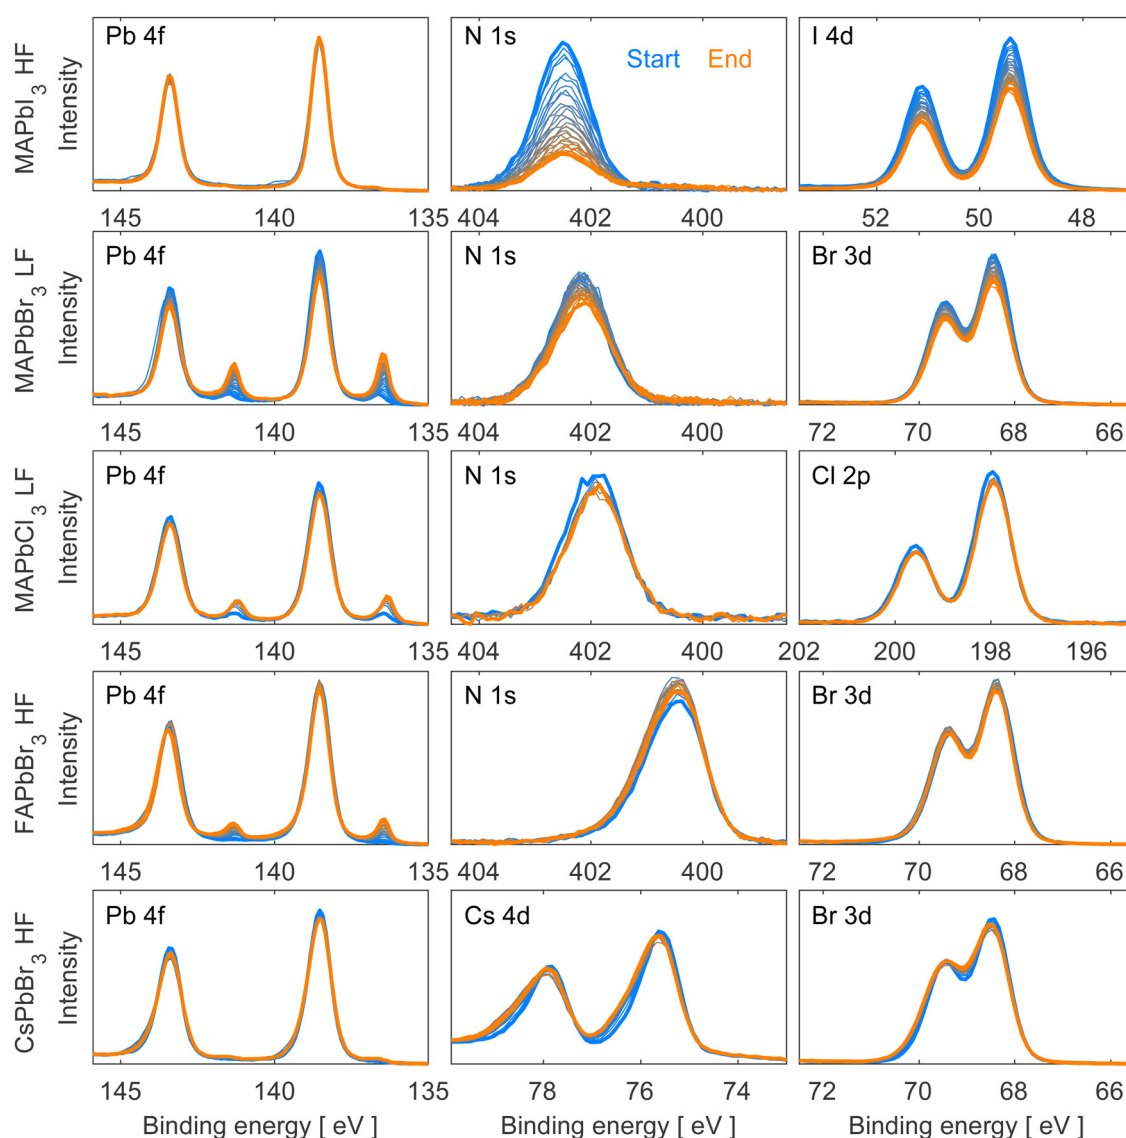 MAPbI3 HF
Intensity
Pb 4f
145 140 135
N 1s
Start End
404 402 400
I 4d
52 50 48
MAPbBr3 LF
Intensity
Pb 4f
145 140 135
N 1s
404 402 400
Br 3d
72 70 68 66
MAPbCl3 LF
Intensity
Pb 4f
145 140 135
N 1s
404 402 400
Cl 2p
202 200 198 196
FAPbBr3 HF
Intensity
Pb 4f
145 140 135
N 1s
404 402 400
Br 3d
72 70 68 66
CsPbBr3 HF
Intensity
Pb 4f
145 140 135
Cs 4d
78 76 74
Br 3d
72 70 68 66
Binding energy [ eV ]
Binding energy [ eV ]
Binding energy [ eV ]